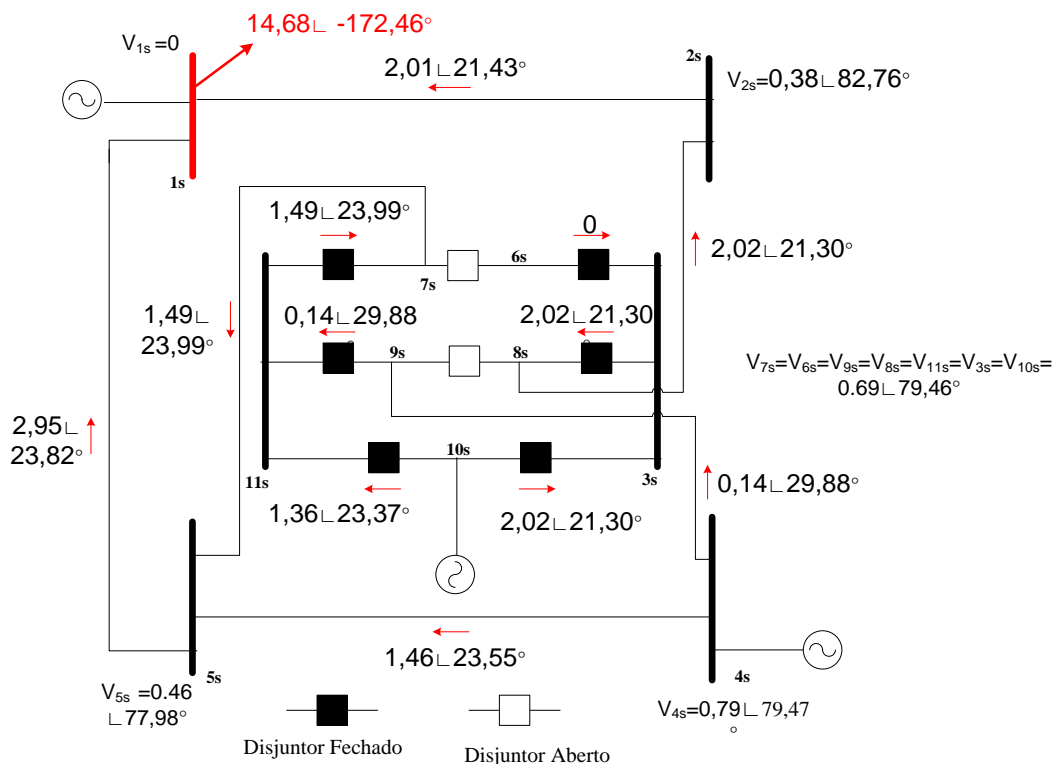 14,68∟ -172,46°
V1s =0
2,01∟21,43°
2s
V2s=0,38∟82,76°
1s
1,49∟23,99°
0
6s
7s
2,02∟21,30°
1,49∟
23,99°
0,14∟29,88
°
2,02∟21,30
°
9s
8s
V7s=V6s=V9s=V8s=V11s=V3s=V10s=
0.69∟79,46°
2,95∟
23,82°
10s
11s
3s
1,36∟23,37°
2,02∟21,30°
0,14∟29,88°
1,46∟23,55°
5s
4s
V5s =0.46
∟77,98°
V4s=0,79∟79,47
°
Disjuntor Fechado
Disjuntor Aberto